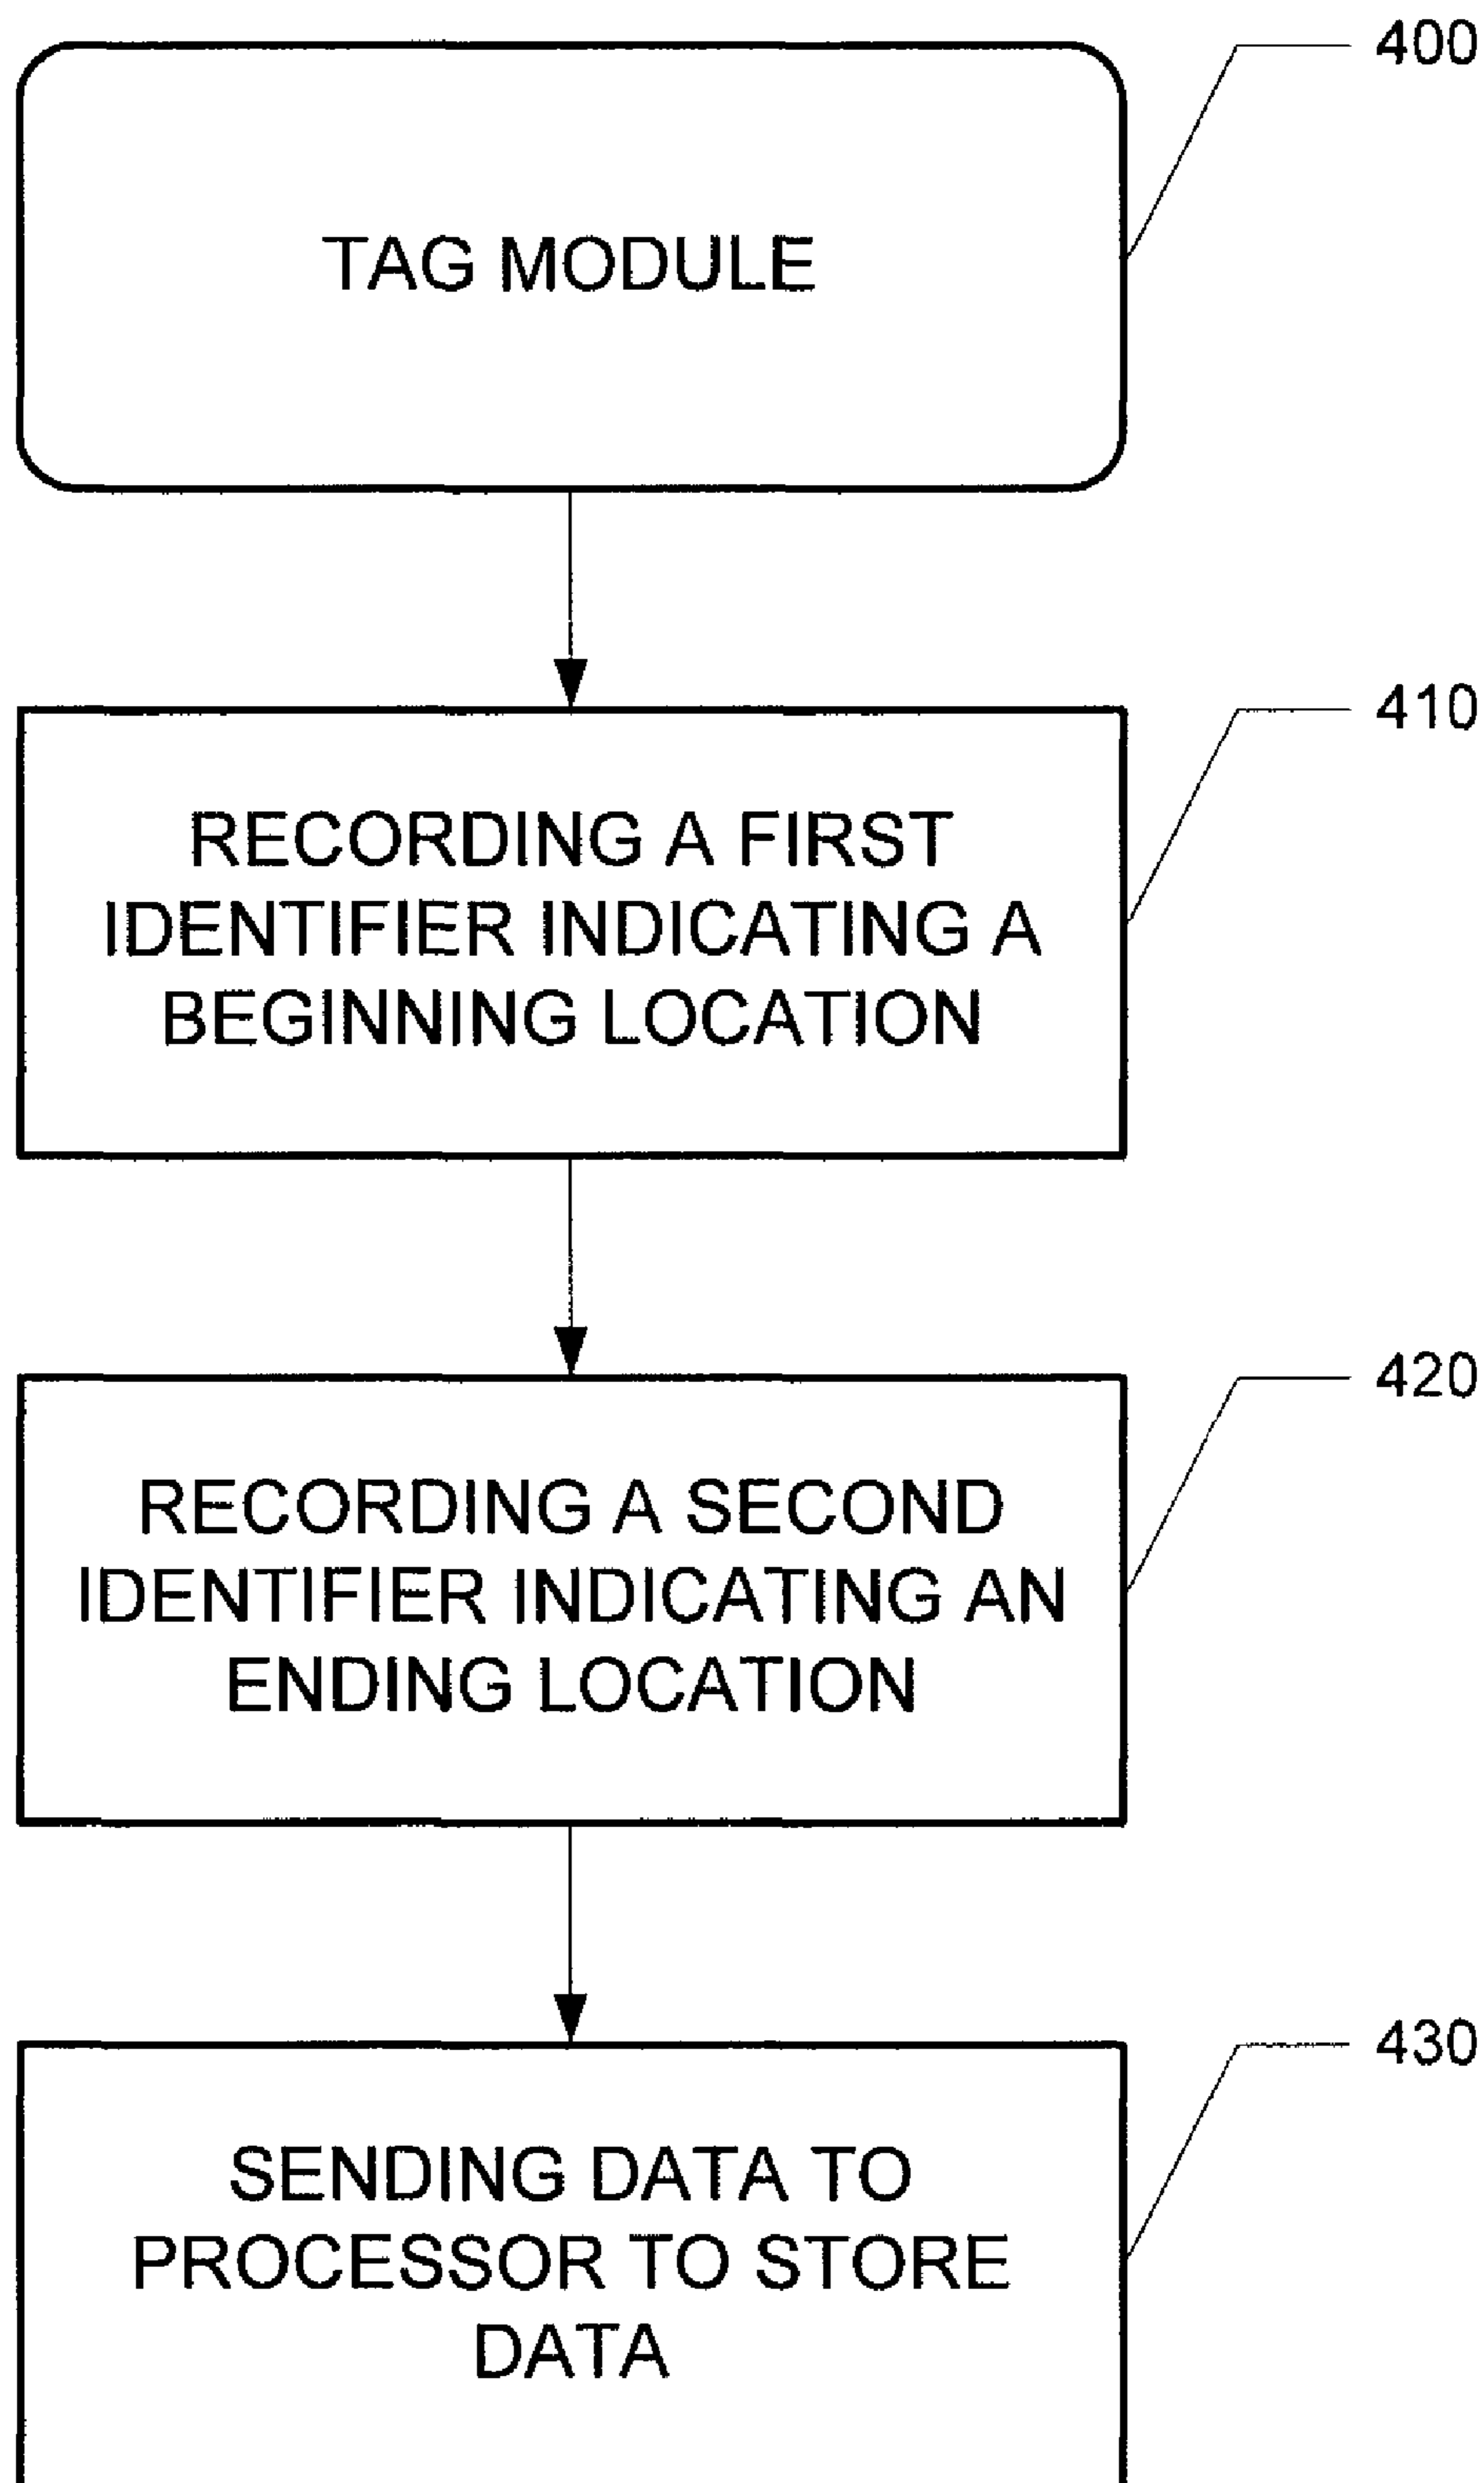 400
TAG MODULE
410
RECORDING A FIRST
IDENTIFIER INDICATING A
BEGINNING LOCATION
420
RECORDING A SECOND
IDENTIFIER INDICATING AN
ENDING LOCATION
430
SENDING DATA TO
PROCESSOR TO STORE
DATA